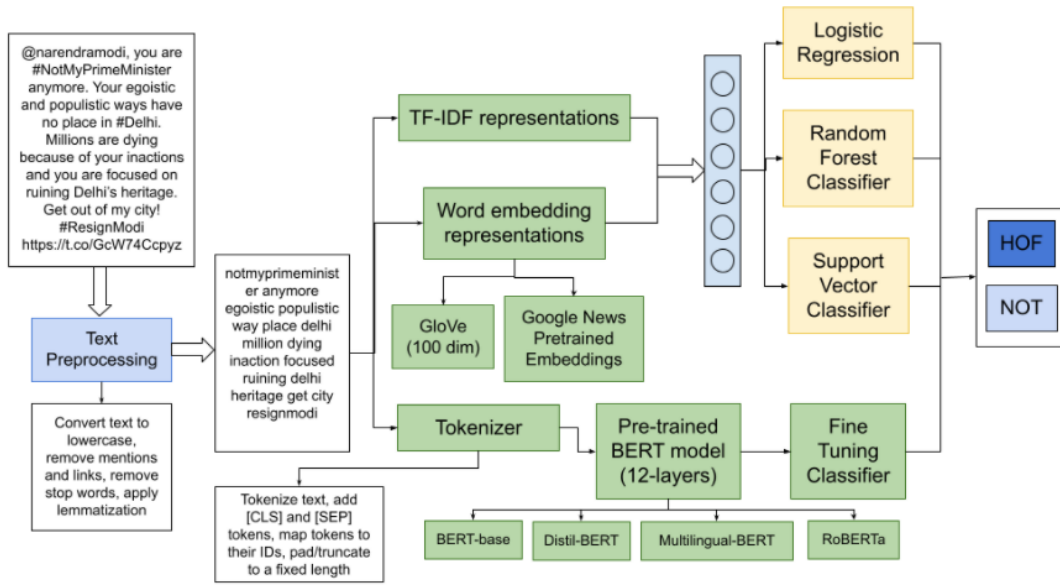 @narendramodi, you are
#NotMyPrimeMinister
anymore. Your egoistic
and populistic ways have
no place in #Delhi.
Millions are dying
because of your inactions
and you are focused on
ruining Delhi's heritage.
Get out of my city!
#ResignModi
https://t.co/GcW74Ccpyz
Text
Preprocessing
Convert text to
lowercase,
remove mentions
and links, remove
stop words, apply
lemmatization
notmyprimeminist
er anymore
egoistic populistic
way place delhi
million dying
inaction focused
ruining delhi
heritage get city
resignmodi
TF-IDF representations
Word embedding
representations
GloVe
(100 dim)
Google News
Pretrained
Embeddings
Tokenizer
Tokenize text, add
[CLS] and [SEP]
tokens, map tokens to
their IDs, pad/truncate
to a fixed length
Pre-trained
BERT model
(12-layers)
BERT-base
Distil-BERT
Multilingual-BERT
RoBERTa
Fine
Tuning
Classifier
Logistic
Regression
Random
Forest
Classifier
Support
Vector
Classifier
HOF
NOT